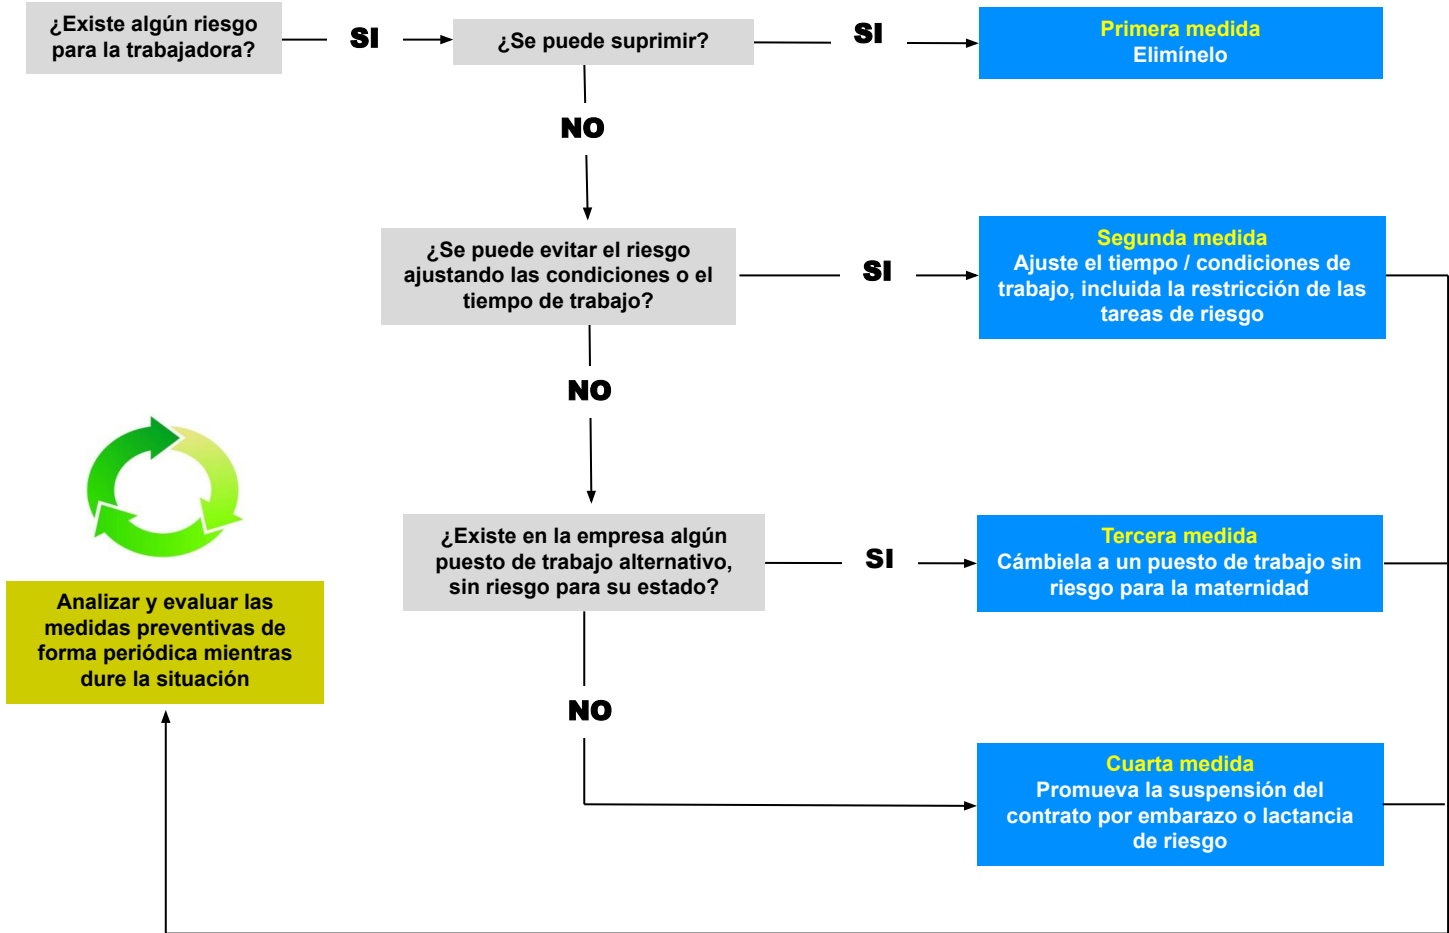 ¿Existe algún riesgo
para la trabajadora?
SI
¿Se puede suprimir?
SI
Primera medida
Elimínelo
NO
¿Se puede evitar el riesgo
ajustando las condiciones o el
tiempo de trabajo?
SI
Segunda medida
Ajuste el tiempo / condiciones de
trabajo, incluida la restricción de las
tareas de riesgo
NO
¿Existe en la empresa algún
puesto de trabajo alternativo,
sin riesgo para su estado?
SI
Tercera medida
Cámbiela a un puesto de trabajo sin
riesgo para la maternidad
Analizar y evaluar las
medidas preventivas de
forma periódica mientras
dure la situación
NO
Cuarta medida
Promueva la suspensión del
contrato por embarazo o lactancia
de riesgo